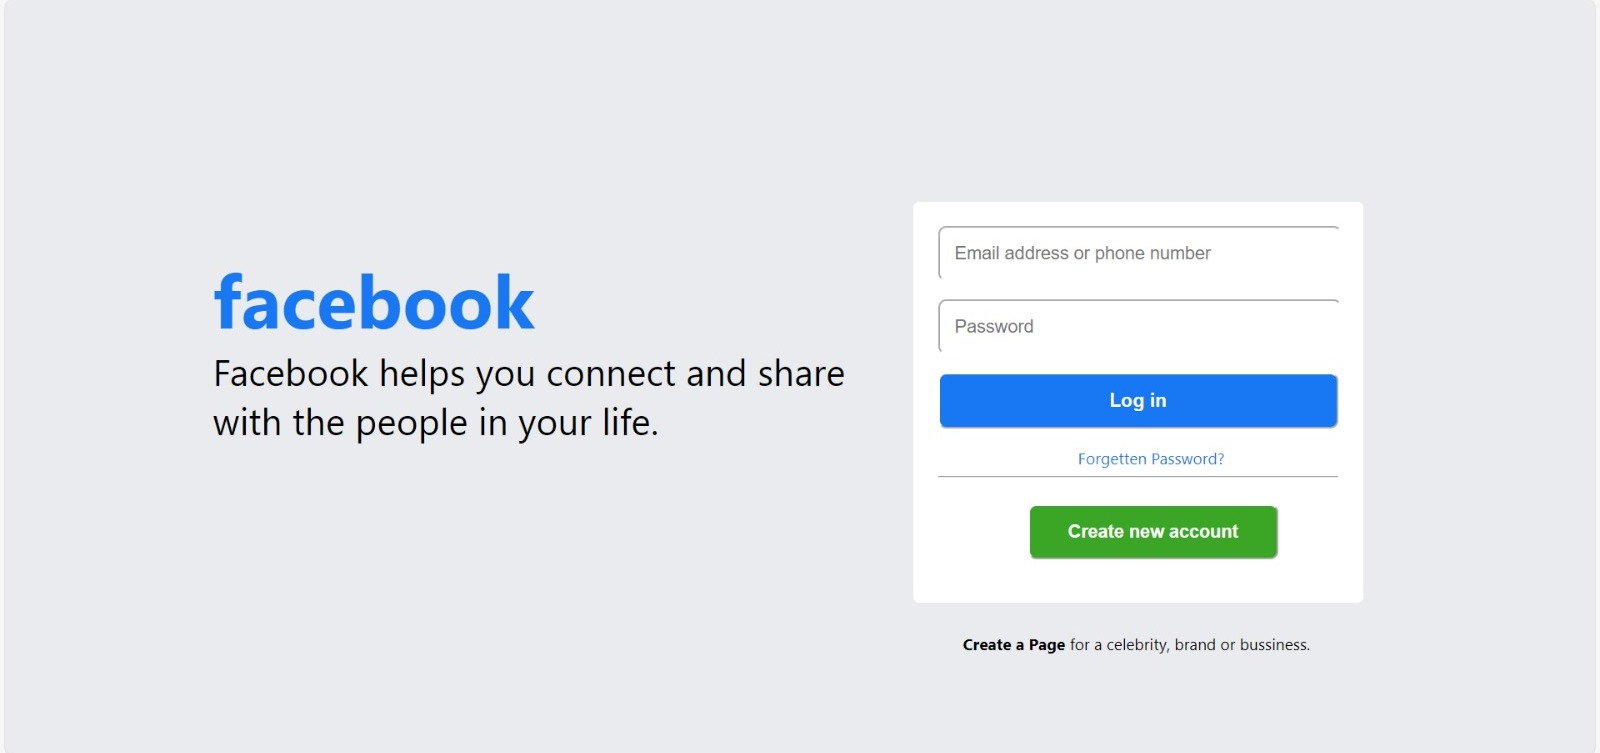 facebook
Facebook helps you connect and share
with the people in your life.
Email address or phone number
Password
Log in
Forgetten Password?
Create new account
Create a Page for a celebrity, brand or bussiness.